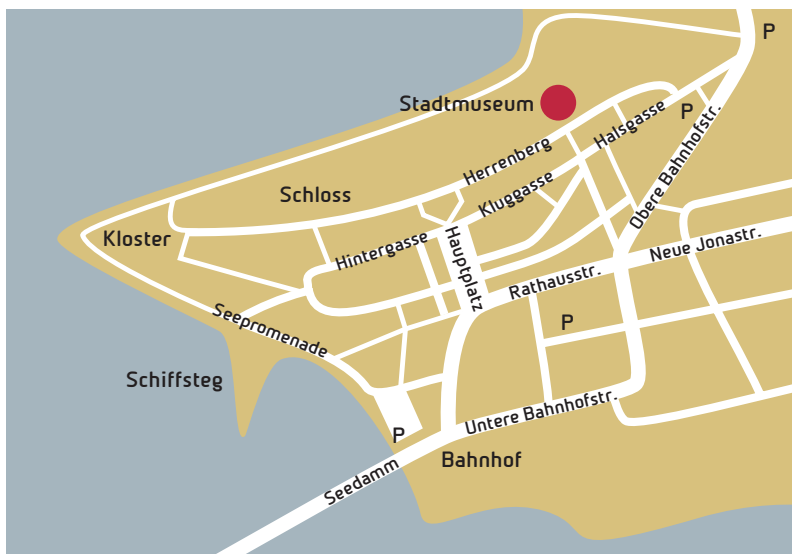 P
Stadtmuseum
P
Halsgasse
Herrenberg
Obere Bahnhofstr.
Schloss
Kluggasse
Kloster
Hintergasse
Hauptplatz
Neue Jonastr.
Rathausstr.
Seepromenade
P
Schiffsteg
Untere Bahnhofstr.
P
Bahnhof
Seedamm